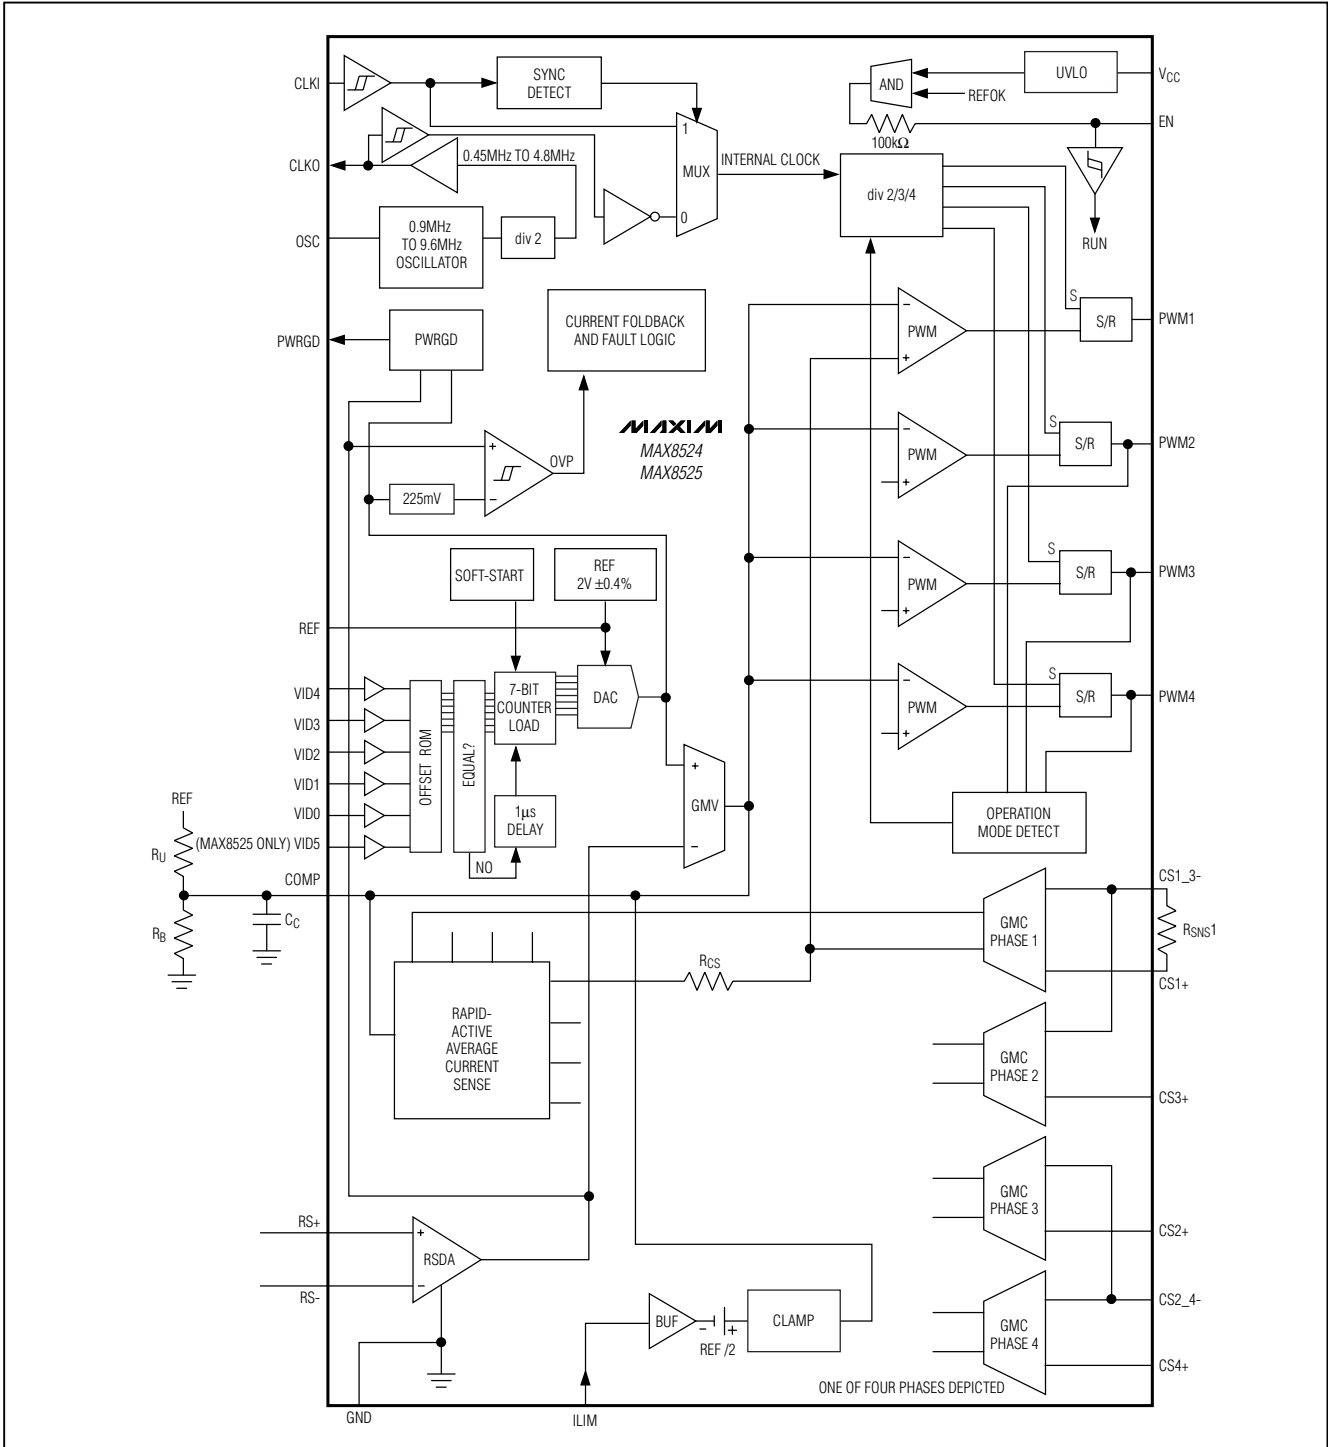 CLKI
SYNC
DETECT
AND
UVLO
VCC
REFOK
EN
100kΩ
CLKO
0.45MHz TO 4.8MHz
1
MUX
0
INTERNAL CLOCK
div 2/3/4
RUN
OSC
0.9MHz
TO 9.6MHz
OSCILLATOR
div 2
PWRGD
PWRGD
CURRENT FOLDBACK
AND FAULT LOGIC
−
PWM
+
S
S/R
PWM1
MAXIM
MAX8524
MAX8525
+
OVP
225mV
−
−
PWM
+
S
S/R
PWM2
SOFT-START
REF
2V ±0.4%
−
PWM
+
S
S/R
PWM3
REF
VID4
VID3
VID2
VID1
VID0
(MAX8525 ONLY) VID5
OFFSET ROM
EQUAL?
7-BIT
COUNTER
LOAD
DAC
1µs
DELAY
NO
+
GMV
−
−
PWM
+
S
S/R
PWM4
OPERATION
MODE DETECT
REF
RU
COMP
RB
CC
GMC
PHASE 1
CS1_3-
RSNS1
CS1+
RCS
RAPID-
ACTIVE
AVERAGE
CURRENT
SENSE
GMC
PHASE 2
CS3+
GMC
PHASE 3
CS2+
RS+
+
RSDA
−
RS-
BUF
−
+
REF /2
CLAMP
GMC
PHASE 4
CS2_4-
CS4+
ONE OF FOUR PHASES DEPICTED
GND
ILIM